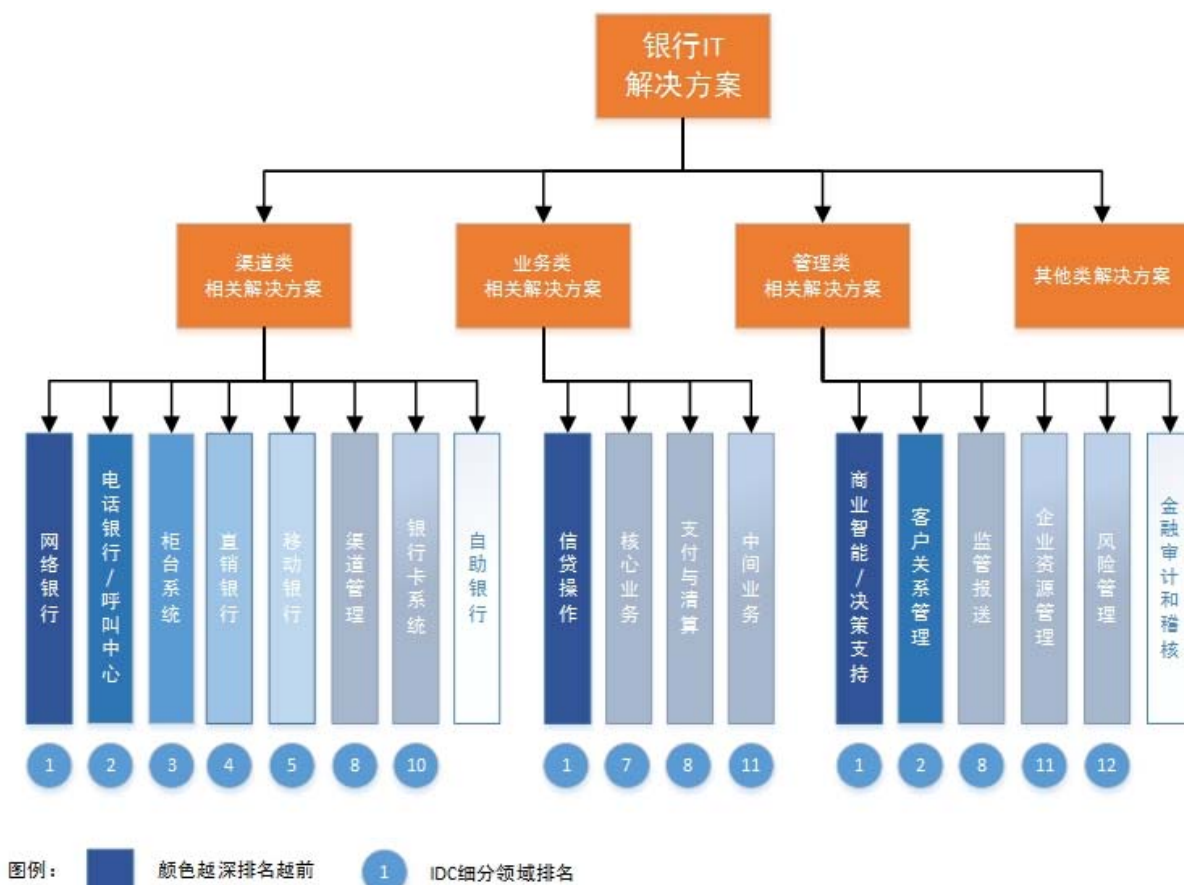 银行IT
解决方案
渠道类
相关解决方案
业务类
相关解决方案
管理类
相关解决方案
其他类解决方案
网络银行
电话银行/呼叫中心
柜台系统
直销银行
移动银行
渠道管理
银行卡系统
自助银行
信贷操作
核心业务
支付与清算
中间业务
商业智能/决策支持
客户关系管理
监管报送
企业资源管理
风险管理
金融审计和稽核
1 2 3 4 5 8 10 1 7 8 11 1 2 8 11 12
图例： 颜色越深排名越前 1 IDC细分领域排名